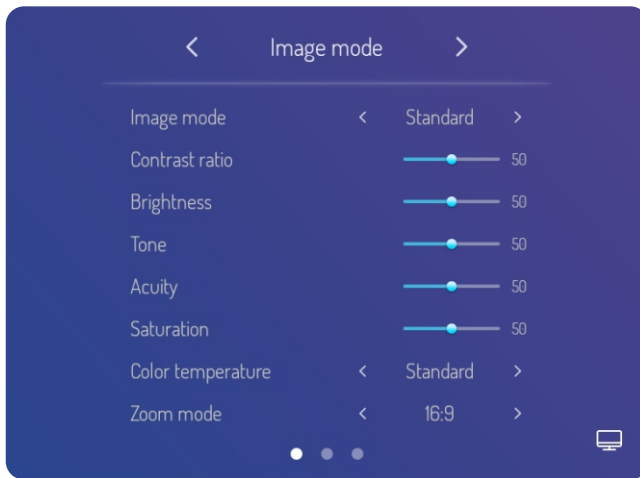 Image mode
Image mode < Standard >
Contrast ratio 50
Brightness 50
Tone 50
Acuity 50
Saturation 50
Color temperature < Standard >
Zoom mode < 16:9 >